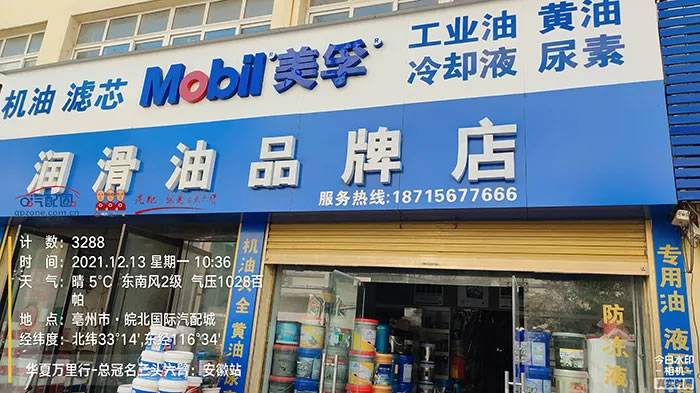 机油 滤芯 Mobil 美孚 工业油 黄油
冷却液 尿素
润滑油品牌店
服务热线:18715677666
汽配圈
qpzone.com.cn
计 数: 3288
时 间: 2021.12.13 星期一 10:36
天 气: 晴 5℃ 东南风2级 气压1028百
帕
地 点: 亳州市·皖北国际汽配城
经纬度: 北纬33°14',东经116°34'
华夏万里行-总冠名三头六臂: 安徽站
机油大全 黄油 尿素
防冻液
专用油 液
今日水印
相机